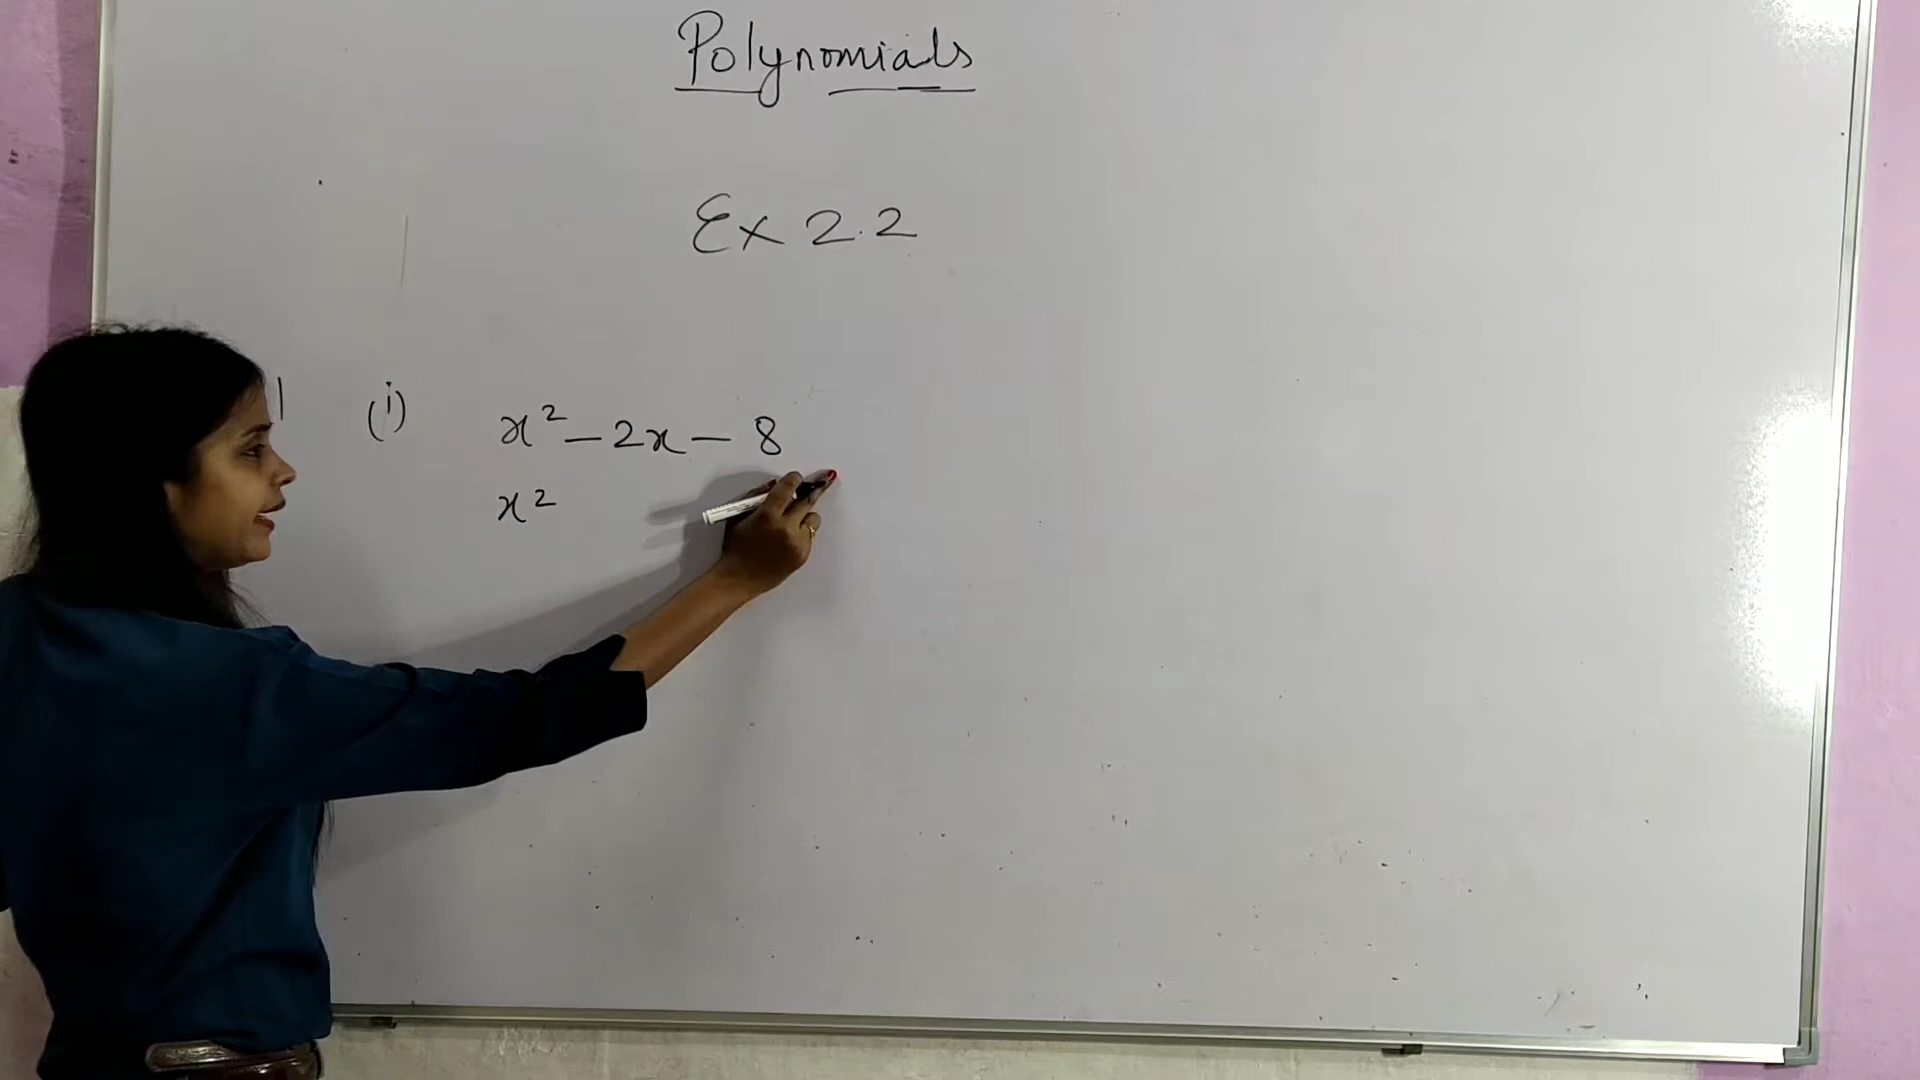 Polynomials
Ex 2.2
1 (i) x² – 2x – 8
x²